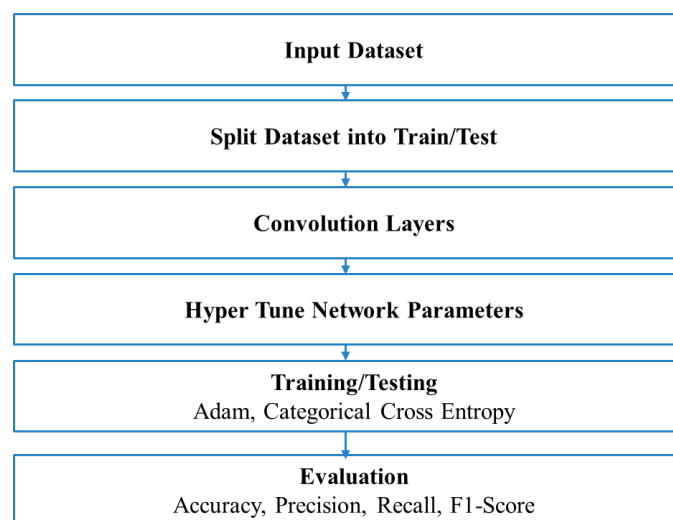 Input Dataset
Split Dataset into Train/Test
Convolution Layers
Hyper Tune Network Parameters
Training/Testing
Adam, Categorical Cross Entropy
Evaluation
Accuracy, Precision, Recall, F1-Score